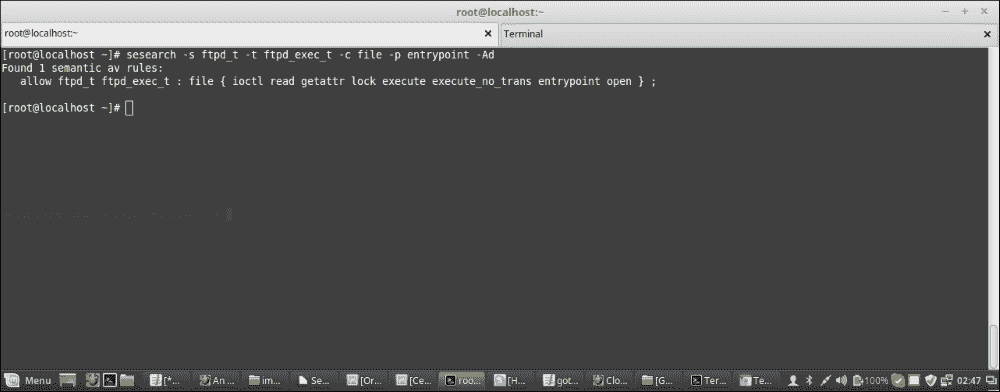 root@localhost:~
root@localhost:~
Terminal
[root@localhost ~]# sesearch -s ftpd_t -t ftpd_exec_t -c file -p entrypoint -Ad
Found 1 semantic av rules:
allow ftpd_t ftpd_exec_t : file { ioctl read getattr lock execute execute_no_trans entrypoint open } ;
[root@localhost ~]#
Menu [*... An ... im... Se... [Or... [Ce... roo... [H... got... Clo... [G... Ter... Te... 100% 02:47